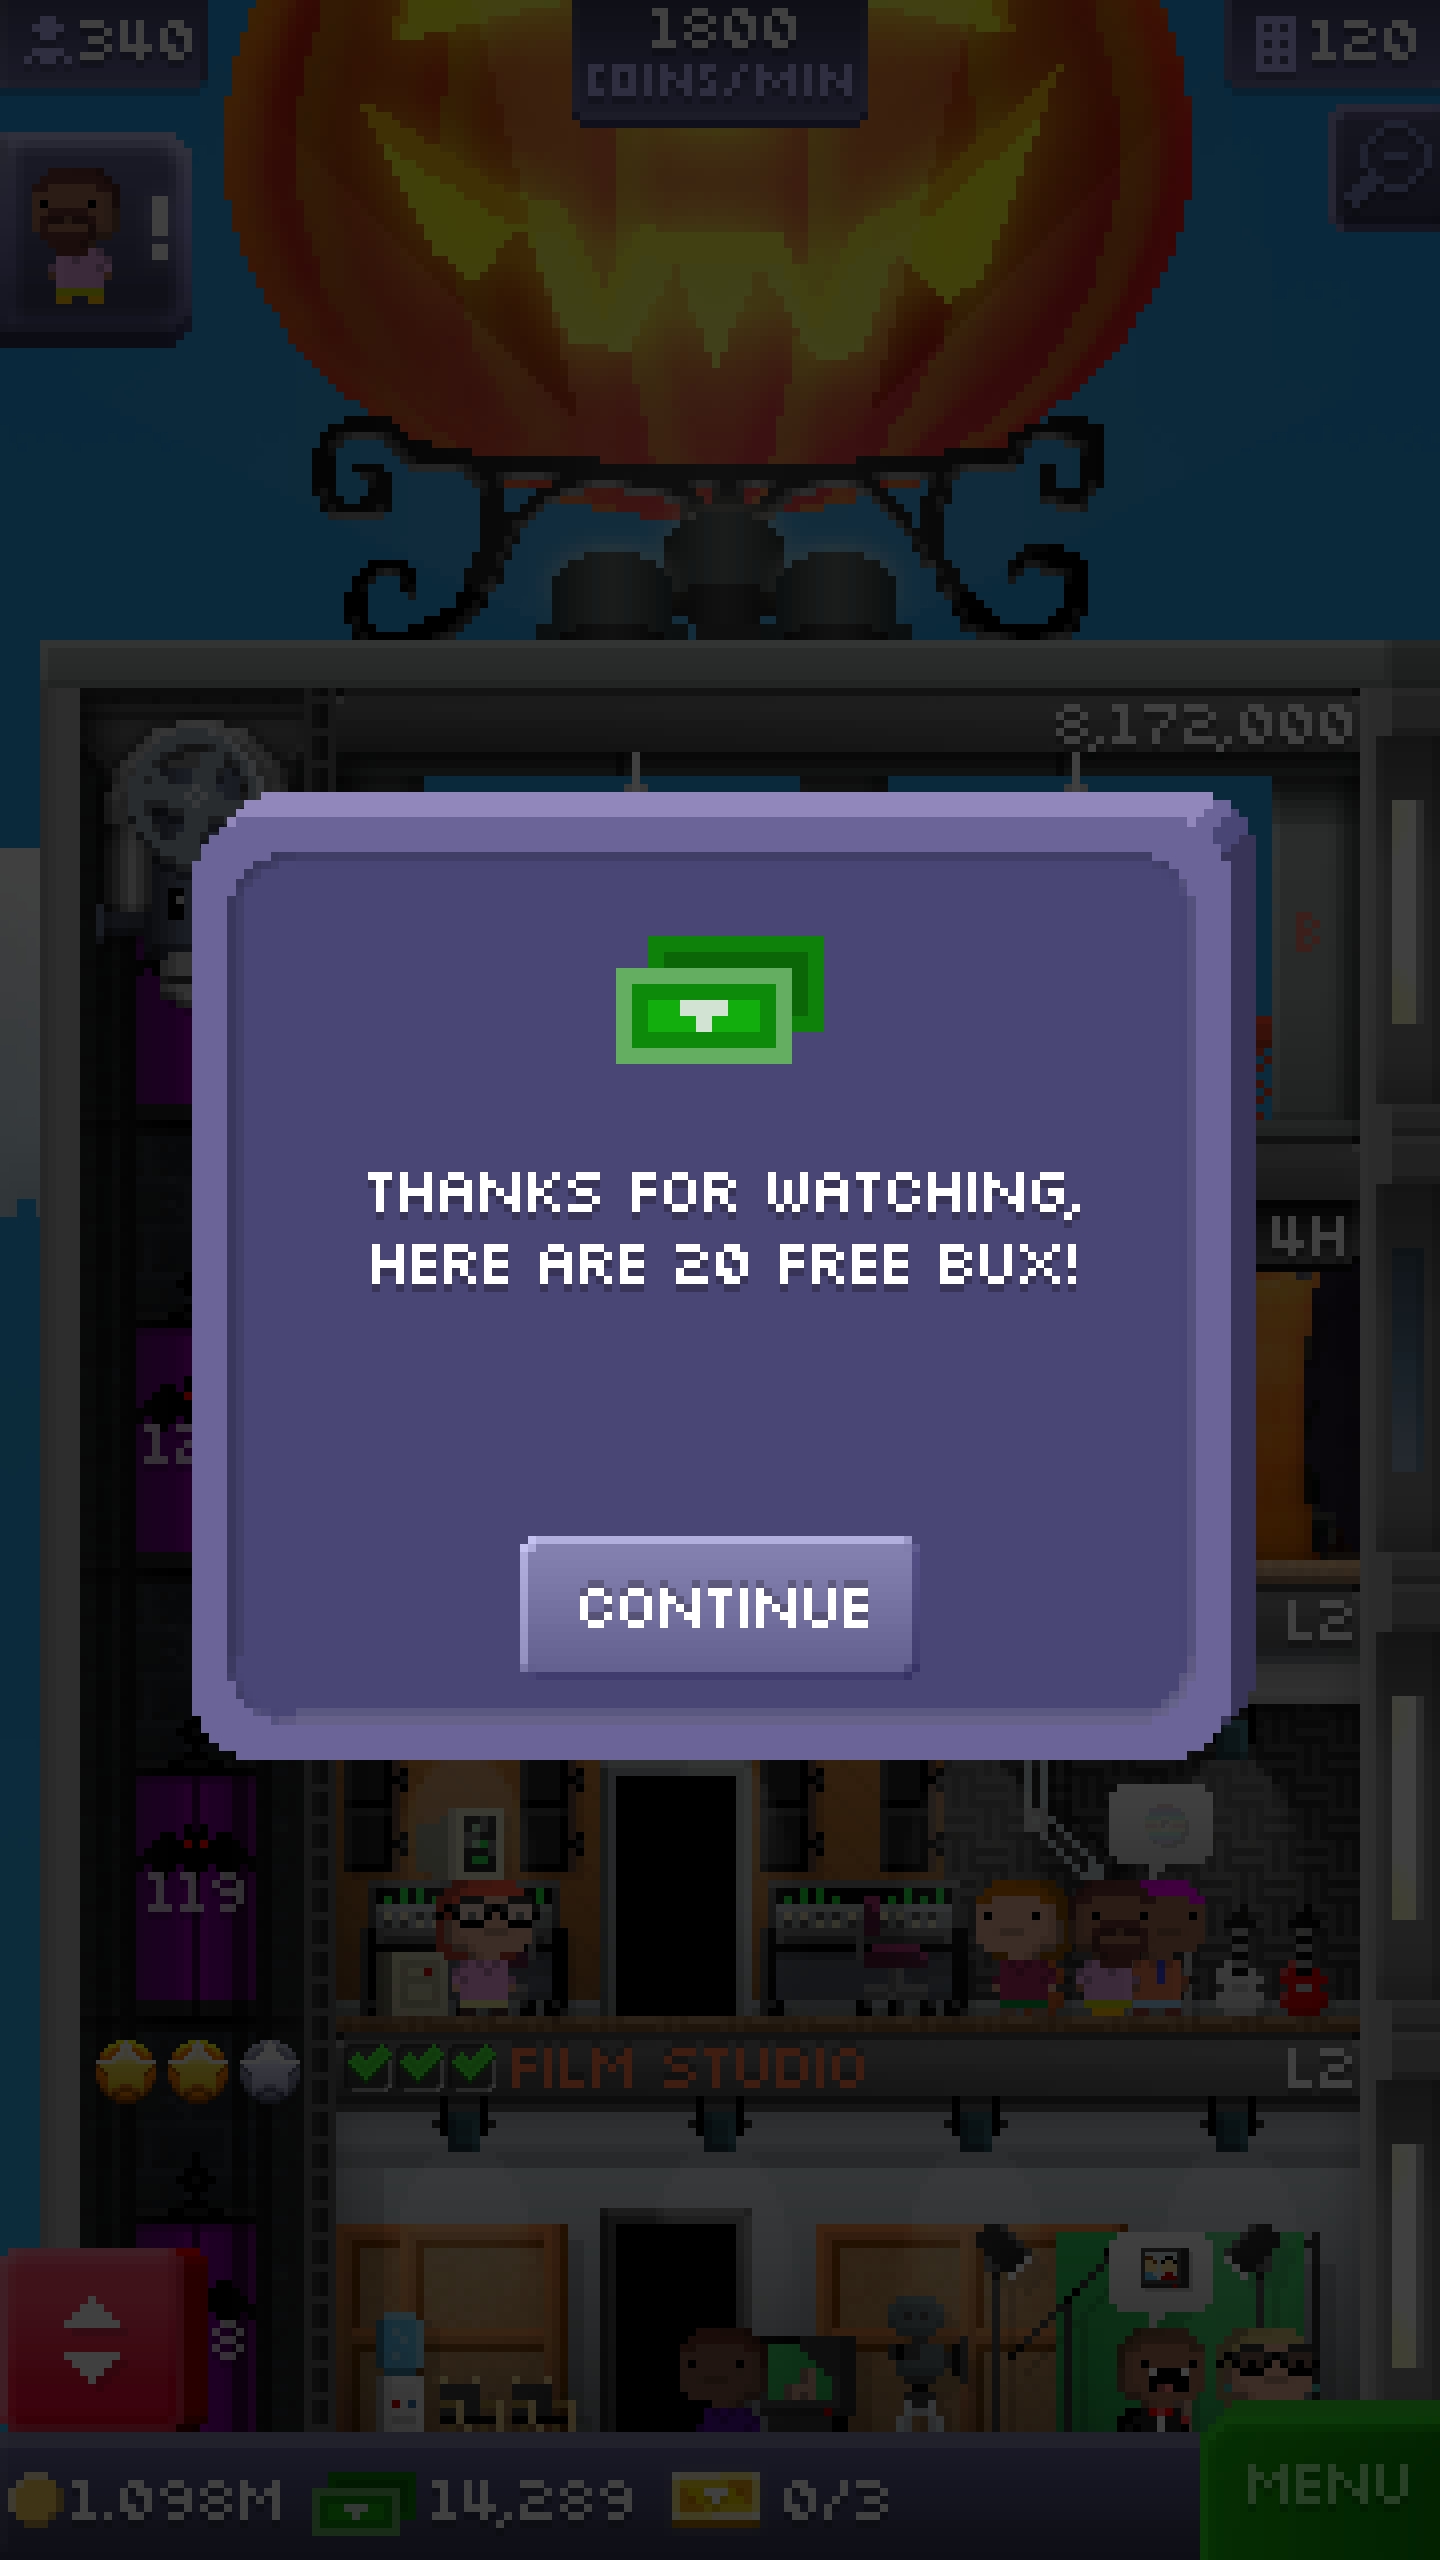 340
1800
COINS/MIN
120
!
8,172,000
B
4H
L2
THANKS FOR WATCHING,
HERE ARE 20 FREE BUX!
CONTINUE
119
FILM STUDIO
L2
8
1.098M
14,289
0/3
MENU